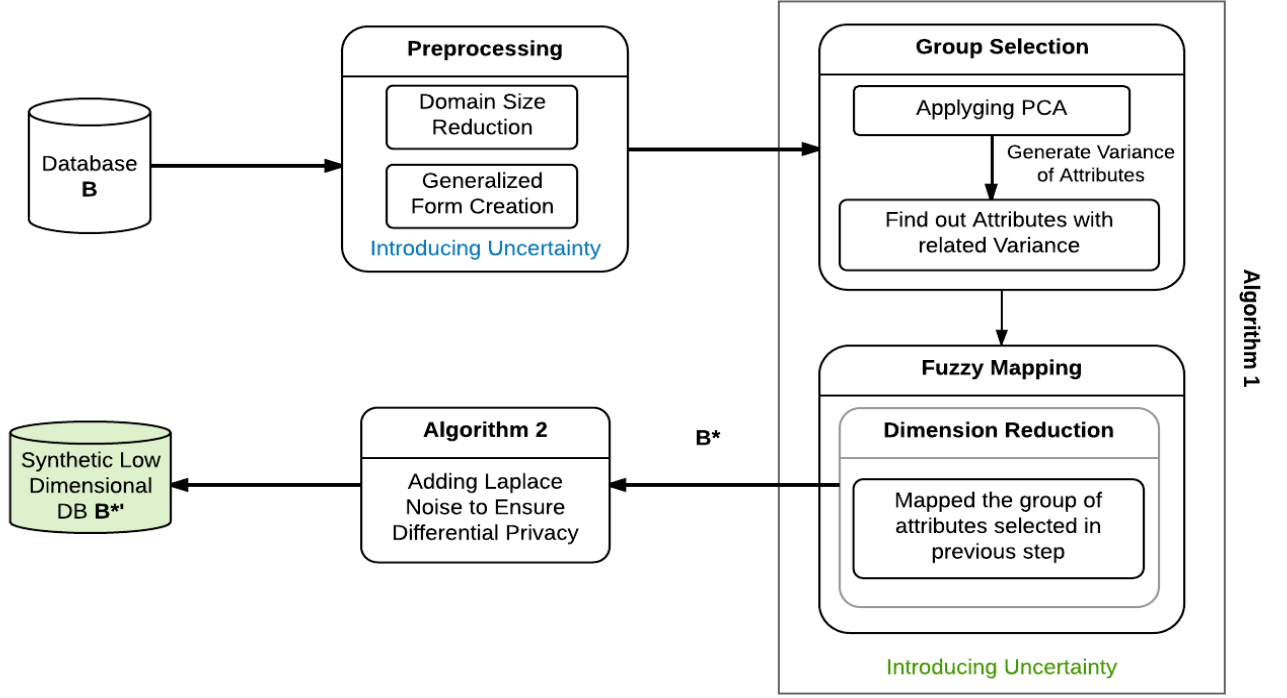 Database
B
Preprocessing
Domain Size
Reduction
Generalized
Form Creation
Introducing Uncertainty
Group Selection
Applyging PCA
Generate Variance
of Attributes
Find out Attributes with
related Variance
Algorithm 1
Fuzzy Mapping
Dimension Reduction
Mapped the group of
attributes selected in
previous step
Introducing Uncertainty
B*
Algorithm 2
Adding Laplace
Noise to Ensure
Differential Privacy
Synthetic Low
Dimensional
DB B*'